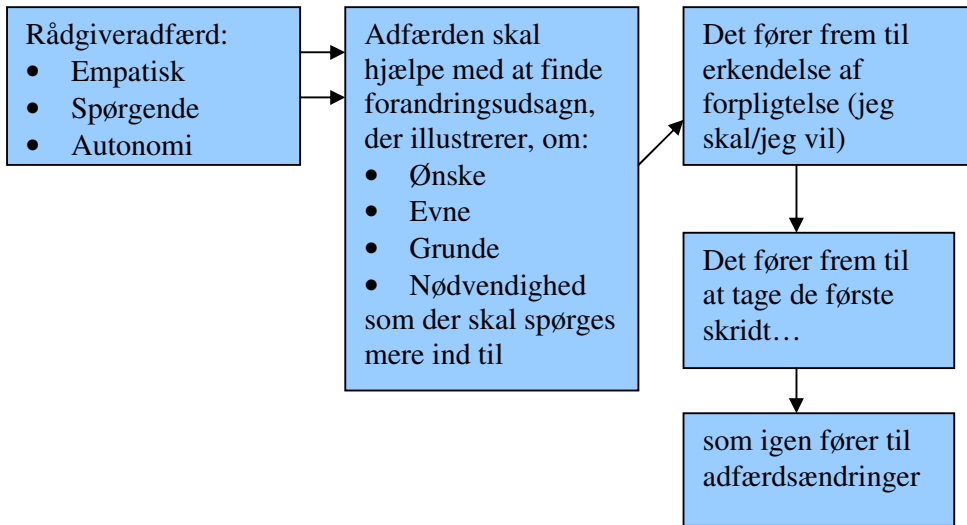 Rådgiveradfærd:
• Empatisk
• Spørgende
• Autonomi
Adfærden skal
hjælpe med at finde
forandringsudsagn,
der illustrerer, om:
• Ønske
• Evne
• Grunde
• Nødvendighed
som der skal spørges
mere ind til
Det fører frem til
erkendelse af
forpligtelse (jeg
skal/jeg vil)
Det fører frem til
at tage de første
skridt…
som igen fører til
adfærdsændringer